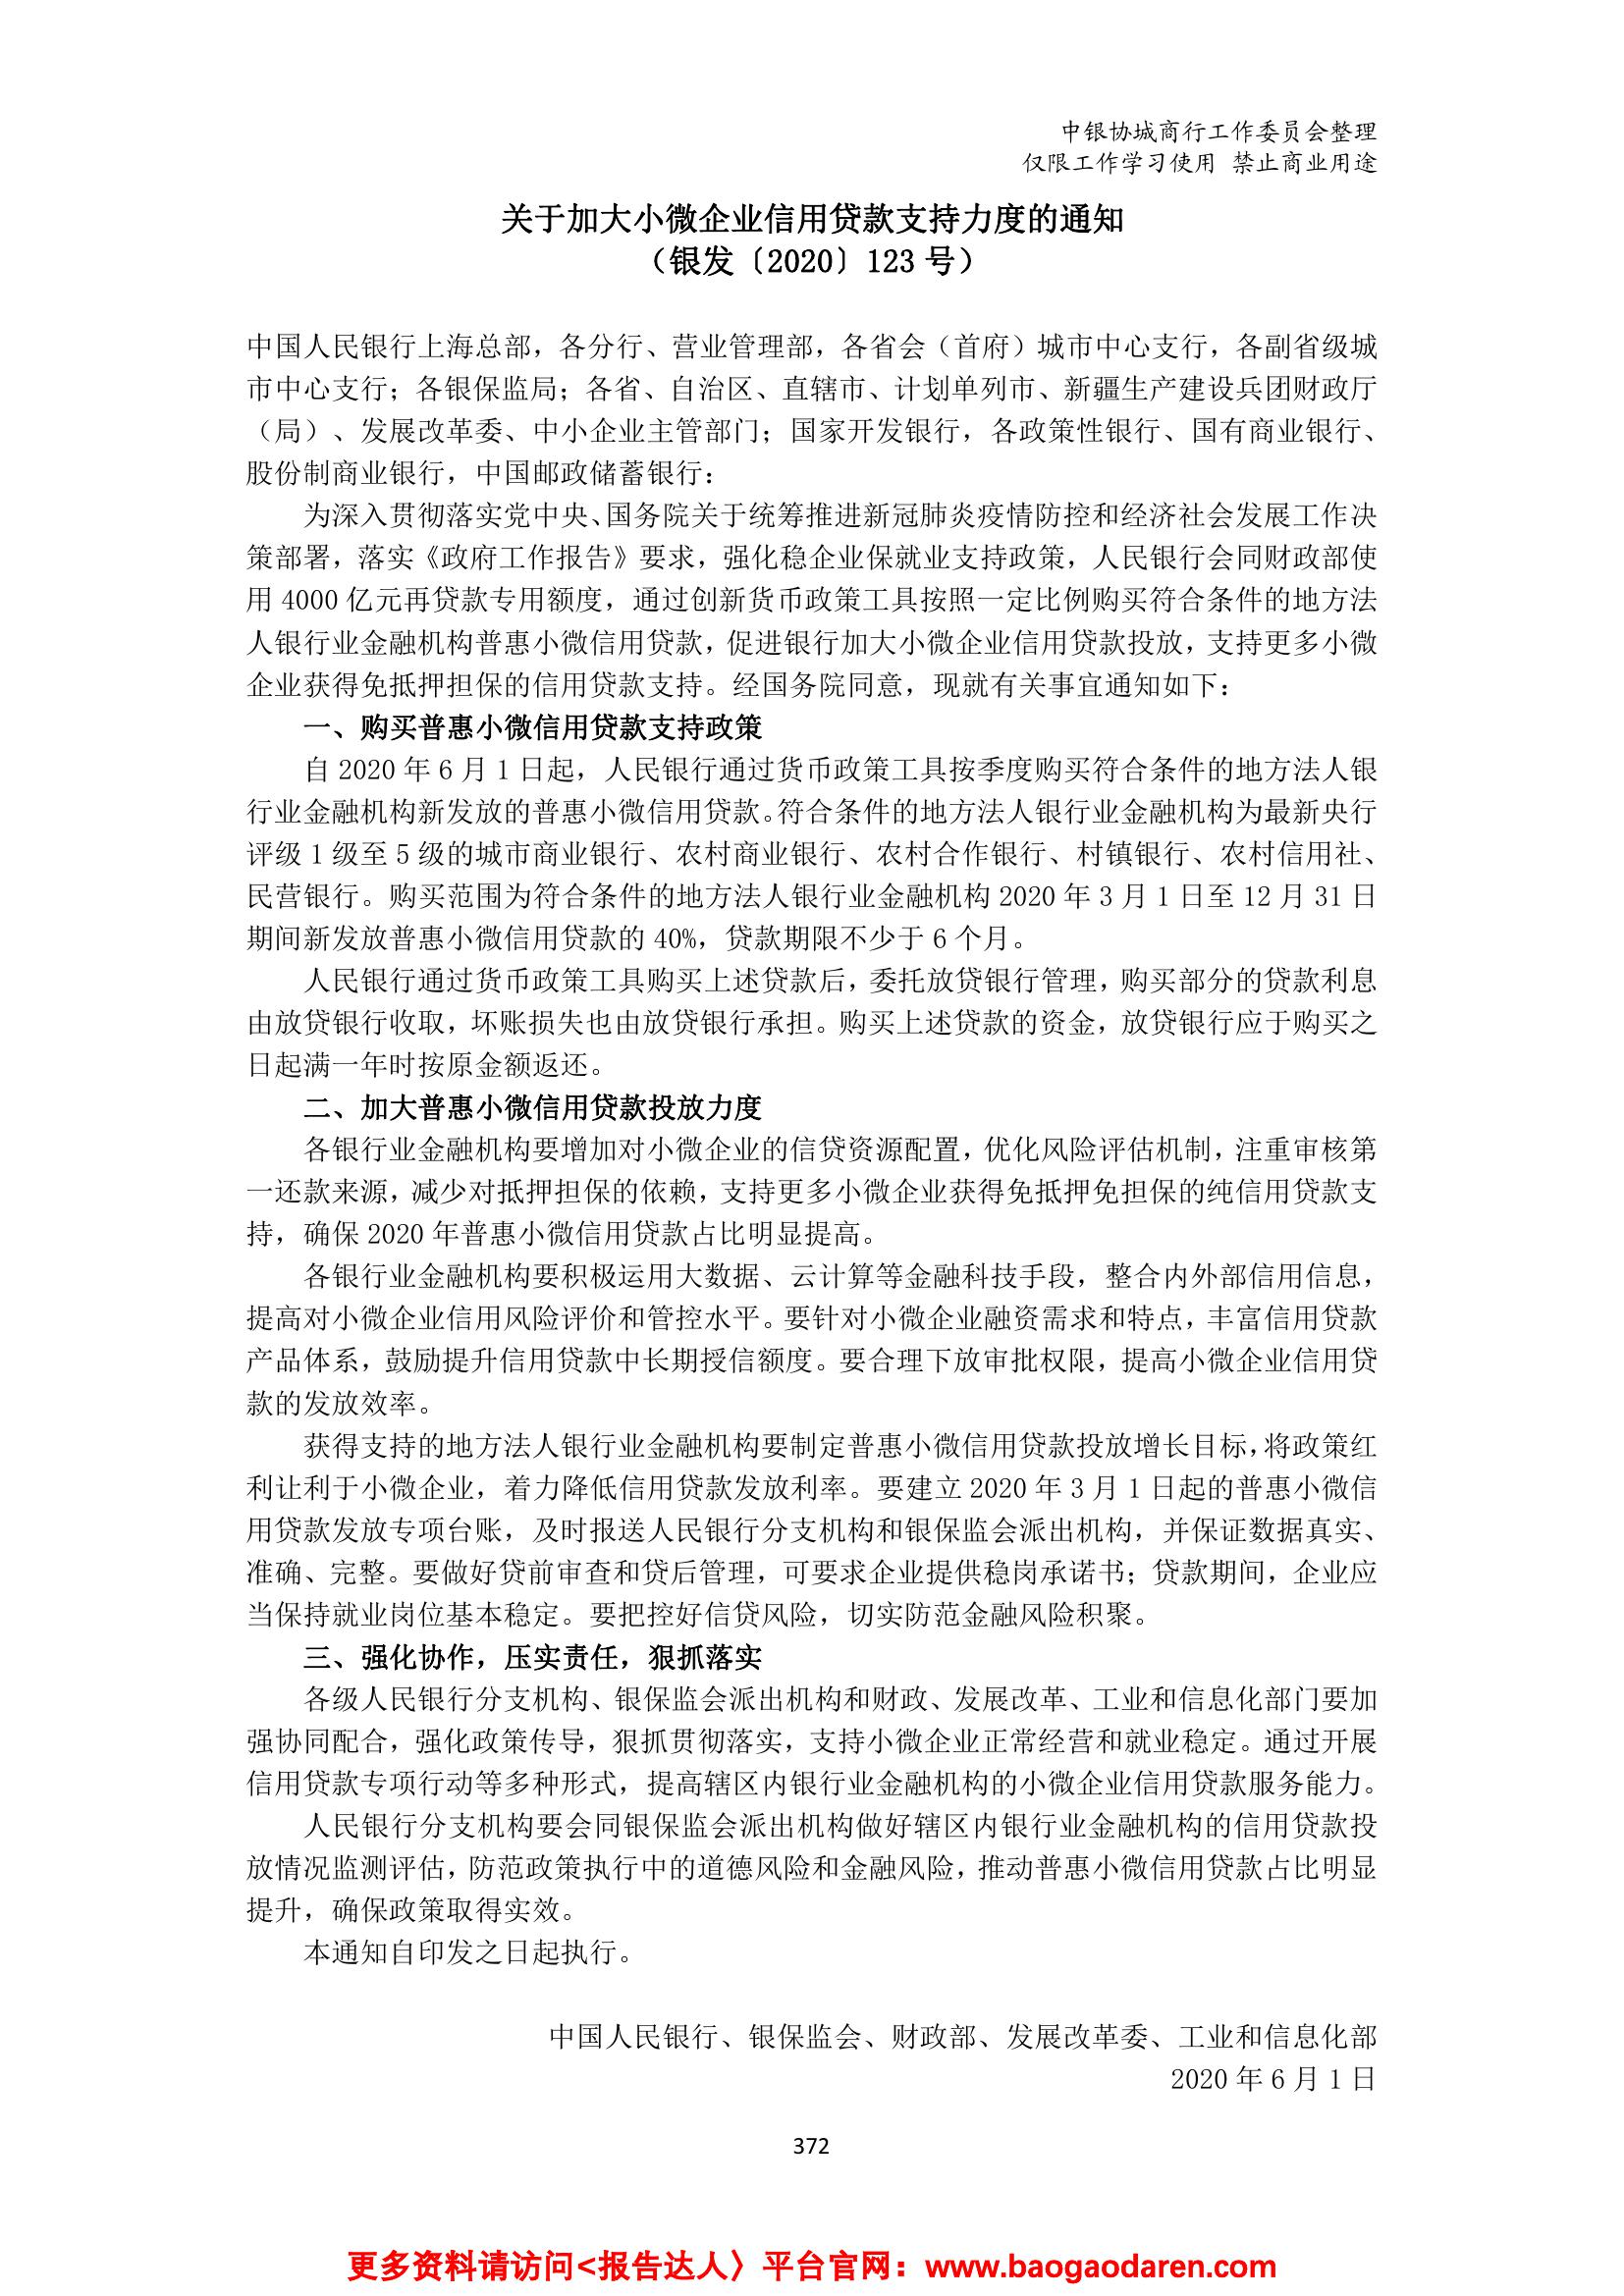 中银协城商行工作委员会整理
仅限工作学习使用 禁止商业用途
关于加大小微企业信用贷款支持力度的通知
（银发〔2020〕123 号）
中国人民银行上海总部，各分行、营业管理部，各省会（首府）城市中心支行，各副省级城
市中心支行；各银保监局；各省、自治区、直辖市、计划单列市、新疆生产建设兵团财政厅
（局）、发展改革委、中小企业主管部门；国家开发银行，各政策性银行、国有商业银行、
股份制商业银行，中国邮政储蓄银行：
为深入贯彻落实党中央、国务院关于统筹推进新冠肺炎疫情防控和经济社会发展工作决
策部署，落实《政府工作报告》要求，强化稳企业保就业支持政策，人民银行会同财政部使
用 4000 亿元再贷款专用额度，通过创新货币政策工具按照一定比例购买符合条件的地方法
人银行业金融机构普惠小微信用贷款，促进银行加大小微企业信用贷款投放，支持更多小微
企业获得免抵押担保的信用贷款支持。经国务院同意，现就有关事宜通知如下：
一、购买普惠小微信用贷款支持政策
自 2020 年 6 月 1 日起，人民银行通过货币政策工具按季度购买符合条件的地方法人银
行业金融机构新发放的普惠小微信用贷款。符合条件的地方法人银行业金融机构为最新央行
评级 1 级至 5 级的城市商业银行、农村商业银行、农村合作银行、村镇银行、农村信用社、
民营银行。购买范围为符合条件的地方法人银行业金融机构 2020 年 3 月 1 日至 12 月 31 日
期间新发放普惠小微信用贷款的 40%，贷款期限不少于 6 个月。
人民银行通过货币政策工具购买上述贷款后，委托放贷银行管理，购买部分的贷款利息
由放贷银行收取，坏账损失也由放贷银行承担。购买上述贷款的资金，放贷银行应于购买之
日起满一年时按原金额返还。
二、加大普惠小微信用贷款投放力度
各银行业金融机构要增加对小微企业的信贷资源配置，优化风险评估机制，注重审核第
一还款来源，减少对抵押担保的依赖，支持更多小微企业获得免抵押免担保的纯信用贷款支
持，确保 2020 年普惠小微信用贷款占比明显提高。
各银行业金融机构要积极运用大数据、云计算等金融科技手段，整合内外部信用信息，
提高对小微企业信用风险评价和管控水平。要针对小微企业融资需求和特点，丰富信用贷款
产品体系，鼓励提升信用贷款中长期授信额度。要合理下放审批权限，提高小微企业信用贷
款的发放效率。
获得支持的地方法人银行业金融机构要制定普惠小微信用贷款投放增长目标，将政策红
利让利于小微企业，着力降低信用贷款发放利率。要建立 2020 年 3 月 1 日起的普惠小微信
用贷款发放专项台账，及时报送人民银行分支机构和银保监会派出机构，并保证数据真实、
准确、完整。要做好贷前审查和贷后管理，可要求企业提供稳岗承诺书；贷款期间，企业应
当保持就业岗位基本稳定。要把控好信贷风险，切实防范金融风险积聚。
三、强化协作，压实责任，狠抓落实
各级人民银行分支机构、银保监会派出机构和财政、发展改革、工业和信息化部门要加
强协同配合，强化政策传导，狠抓贯彻落实，支持小微企业正常经营和就业稳定。通过开展
信用贷款专项行动等多种形式，提高辖区内银行业金融机构的小微企业信用贷款服务能力。
人民银行分支机构要会同银保监会派出机构做好辖区内银行业金融机构的信用贷款投
放情况监测评估，防范政策执行中的道德风险和金融风险，推动普惠小微信用贷款占比明显
提升，确保政策取得实效。
本通知自印发之日起执行。
中国人民银行、银保监会、财政部、发展改革委、工业和信息化部
2020 年 6 月 1 日
372
更多资料请访问<报告达人〉平台官网：www.baogaodaren.com